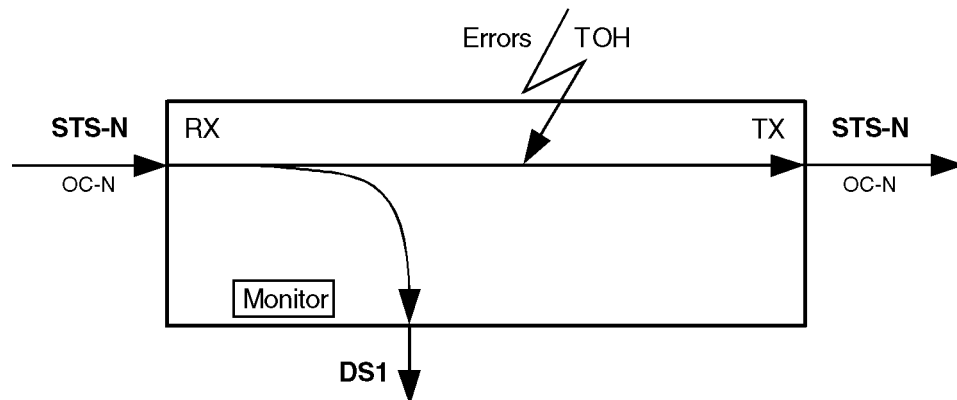 Errors TOH
STS-N RX TX STS-N
OC-N OC-N
Monitor
DS1